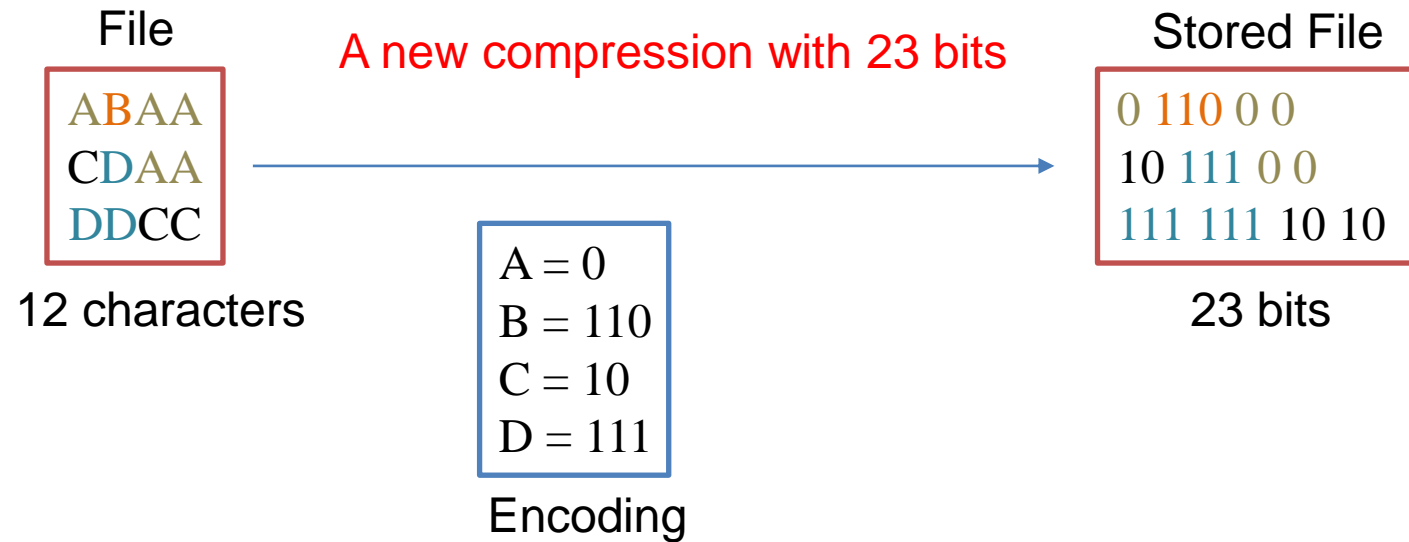 File
A new compression with 23 bits
Stored File
ABAA
CDAA
DDCC
0 110 0 0
10 111 0 0
111 111 10 10
12 characters
23 bits
A = 0
B = 110
C = 10
D = 111
Encoding